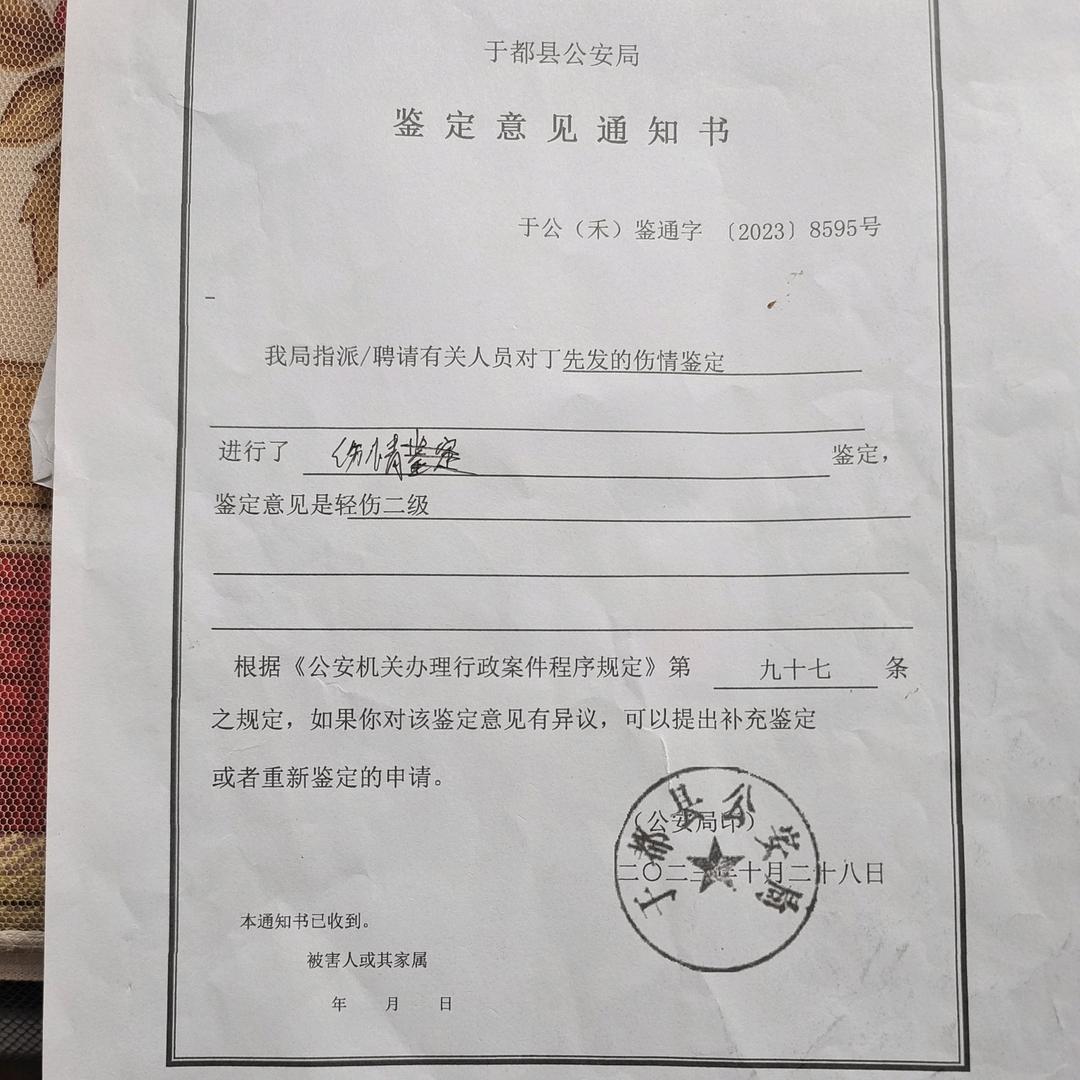 于都县公安局
鉴定意见通知书
于公（禾）鉴通字 〔2023〕8595号
我局指派/聘请有关人员对丁先发的伤情鉴定
进行了 伤情鉴定 鉴定，
鉴定意见是轻伤二级
根据《公安机关办理行政案件程序规定》第 九十七 条
之规定，如果你对该鉴定意见有异议，可以提出补充鉴定
或者重新鉴定的申请。
于都县公安局
（公安局印）
二〇二三年十月二十八日
本通知书已收到。
被害人或其家属
年 月 日